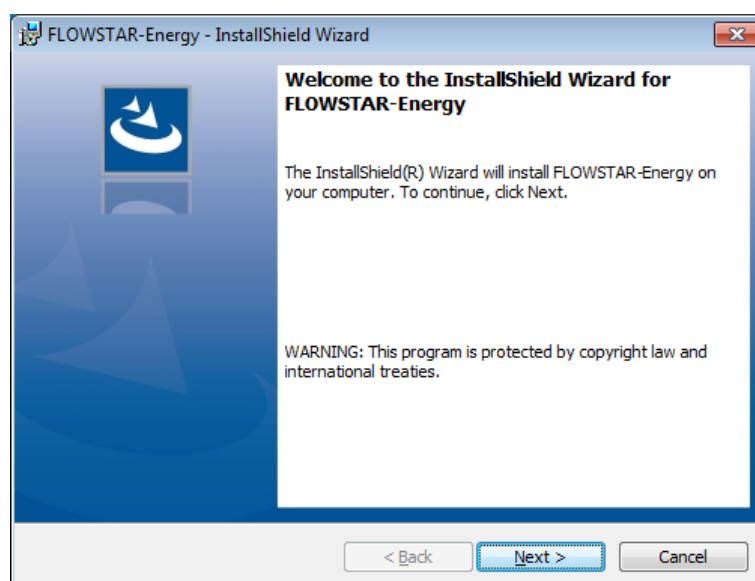 FLOWSTAR-Energy - InstallShield Wizard
Welcome to the InstallShield Wizard for
FLOWSTAR-Energy
The InstallShield(R) Wizard will install FLOWSTAR-Energy on
your computer. To continue, click Next.
WARNING: This program is protected by copyright law and
international treaties.
< Back Next > Cancel